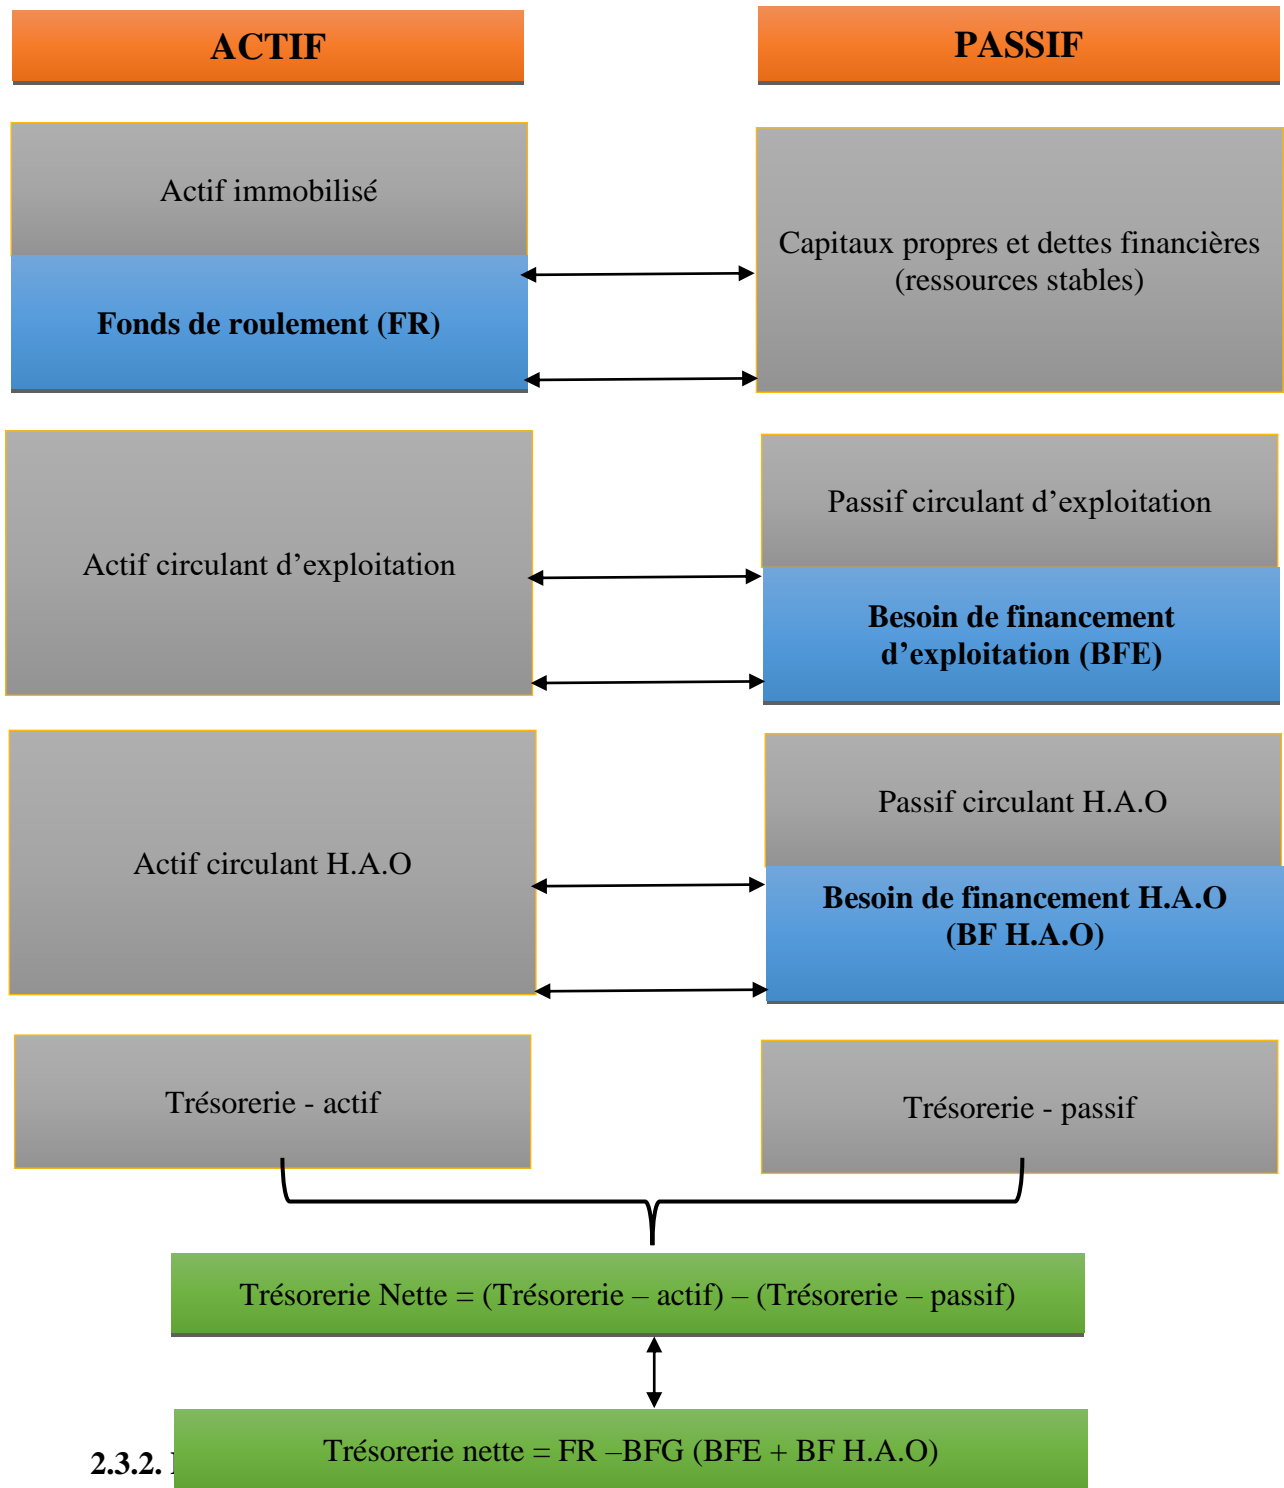 ACTIF
PASSIF
Actif immobilisé
Fonds de roulement (FR)
Capitaux propres et dettes financières
(ressources stables)
Actif circulant d’exploitation
Passif circulant d’exploitation
Besoin de financement
d’exploitation (BFE)
Actif circulant H.A.O
Passif circulant H.A.O
Besoin de financement H.A.O
(BF H.A.O)
Trésorerie - actif
Trésorerie - passif
Trésorerie Nette = (Trésorerie – actif) – (Trésorerie – passif)
Trésorerie nette = FR –BFG (BFE + BF H.A.O)
2.3.2.